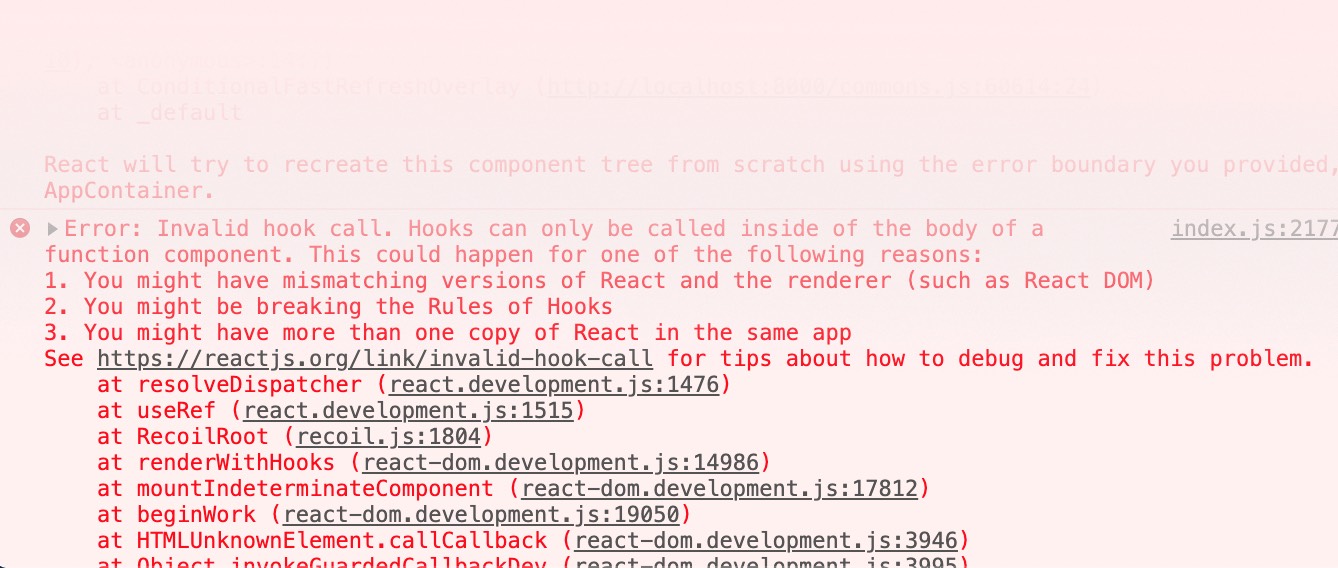 at ConditionalFastRefreshOverlay (http://localhost:8000/commons.js:
at _default
React will try to recreate this component tree from scratch using the error boundary you provided,
AppContainer.
Error: Invalid hook call. Hooks can only be called inside of the body of a index.js:2177
function component. This could happen for one of the following reasons:
1. You might have mismatching versions of React and the renderer (such as React DOM)
2. You might be breaking the Rules of Hooks
3. You might have more than one copy of React in the same app
See https://reactjs.org/link/invalid-hook-call for tips about how to debug and fix this problem.
at resolveDispatcher (react.development.js:1476)
at useRef (react.development.js:1515)
at RecoilRoot (recoil.js:1804)
at renderWithHooks (react-dom.development.js:14986)
at mountIndeterminateComponent (react-dom.development.js:17812)
at beginWork (react-dom.development.js:19050)
at HTMLUnknownElement.callCallback (react-dom.development.js:3946)
at Object.invokeGuardedCallbackDev (react-dom.development.js:3995)